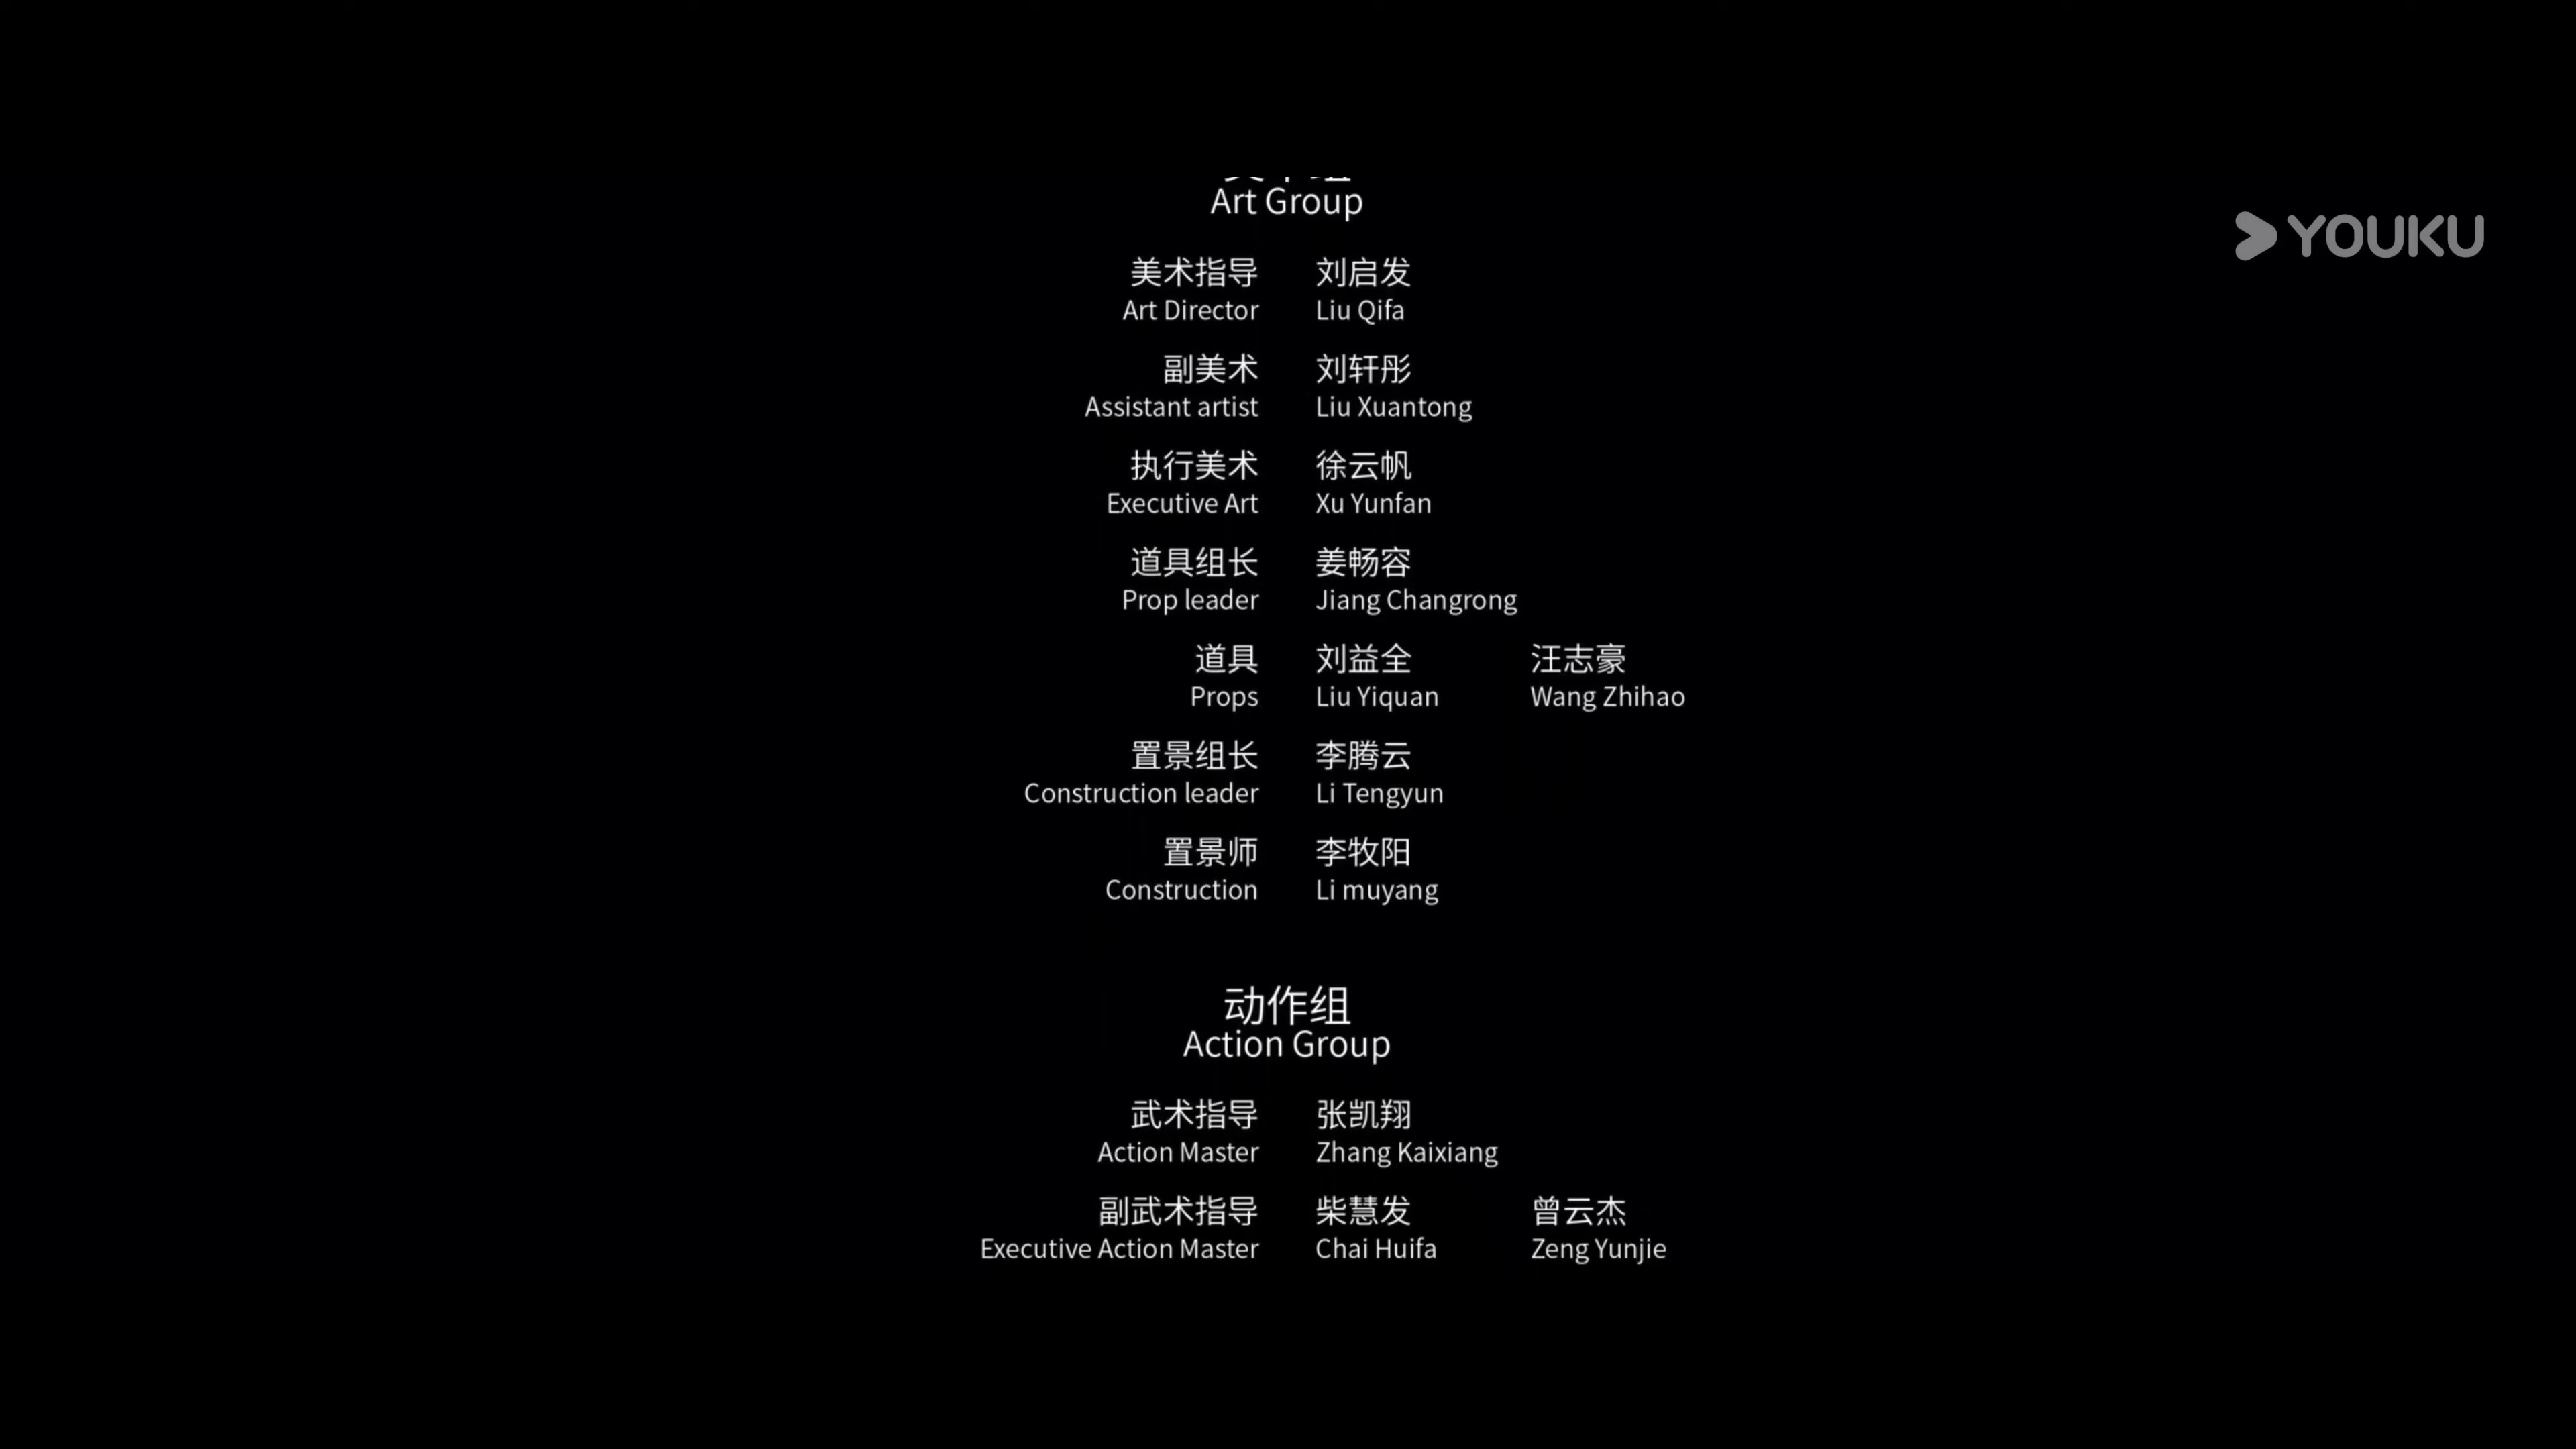 Art Group
YOUKU
美术指导 刘启发
Art Director Liu Qifa
副美术 刘轩彤
Assistant artist Liu Xuantong
执行美术 徐云帆
Executive Art Xu Yunfan
道具组长 姜畅容
Prop leader Jiang Changrong
道具 刘益全 汪志豪
Props Liu Yiquan Wang Zhihao
置景组长 李腾云
Construction leader Li Tengyun
置景师 李牧阳
Construction Li muyang
动作组
Action Group
武术指导 张凯翔
Action Master Zhang Kaixiang
副武术指导 柴慧发 曾云杰
Executive Action Master Chai Huifa Zeng Yunjie